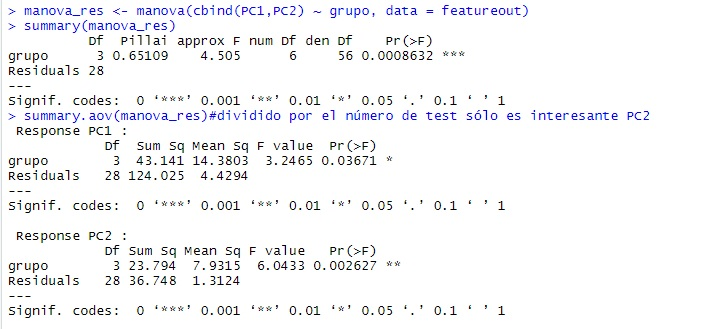 > manova_res <- manova(cbind(PC1,PC2) ~ grupo, data = featureout)
> summary(manova_res)
          Df  Pillai approx F num Df den Df    Pr(>F)
grupo      3 0.65109    4.505      6     56 0.0008632 ***
Residuals 28
---
Signif. codes:  0 ‘***’ 0.001 ‘**’ 0.01 ‘*’ 0.05 ‘.’ 0.1 ‘ ’ 1
> summary.aov(manova_res)#dividido por el número de test sólo es interesante PC2
 Response PC1 :
            Df  Sum Sq Mean Sq F value  Pr(>F)
grupo        3  43.141 14.3803  3.2465 0.03671 *
Residuals   28 124.025  4.4294
---
Signif. codes:  0 ‘***’ 0.001 ‘**’ 0.01 ‘*’ 0.05 ‘.’ 0.1 ‘ ’ 1
 Response PC2 :
            Df Sum Sq Mean Sq F value   Pr(>F)
grupo        3 23.794  7.9315  6.0433 0.002627 **
Residuals   28 36.748  1.3124
---
Signif. codes:  0 ‘***’ 0.001 ‘**’ 0.01 ‘*’ 0.05 ‘.’ 0.1 ‘ ’ 1